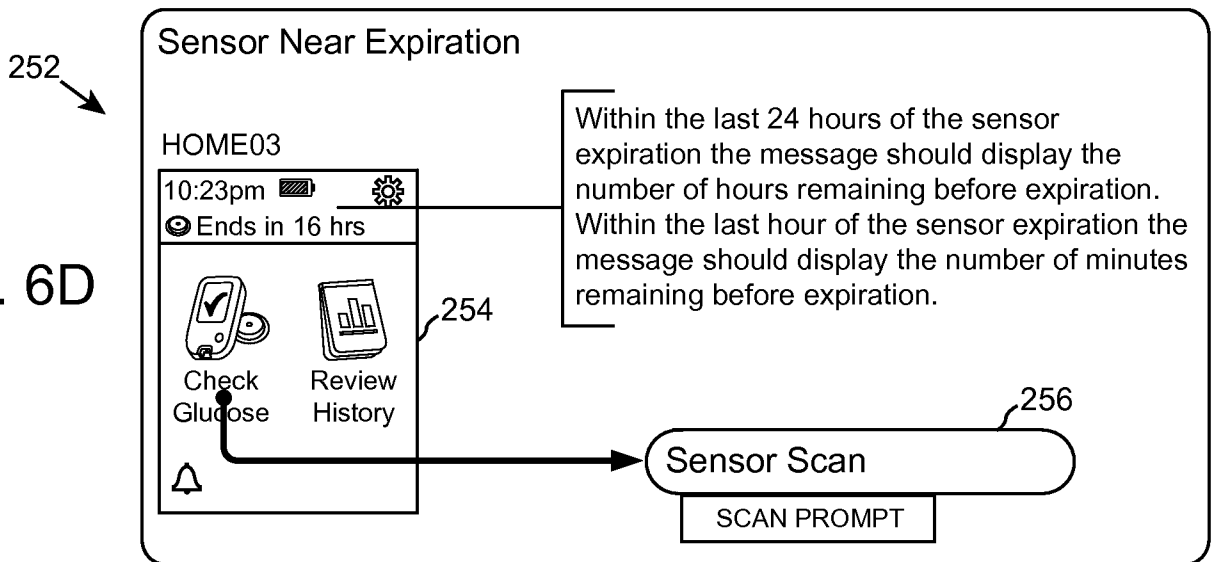 Sensor Near Expiration
252
HOME03
10:23pm
Ends in 16 hrs
Within the last 24 hours of the sensor
expiration the message should display the
number of hours remaining before expiration.
Within the last hour of the sensor expiration the
message should display the number of minutes
remaining before expiration.
. 6D
254
Check
Glucose
Review
History
256
Sensor Scan
SCAN PROMPT